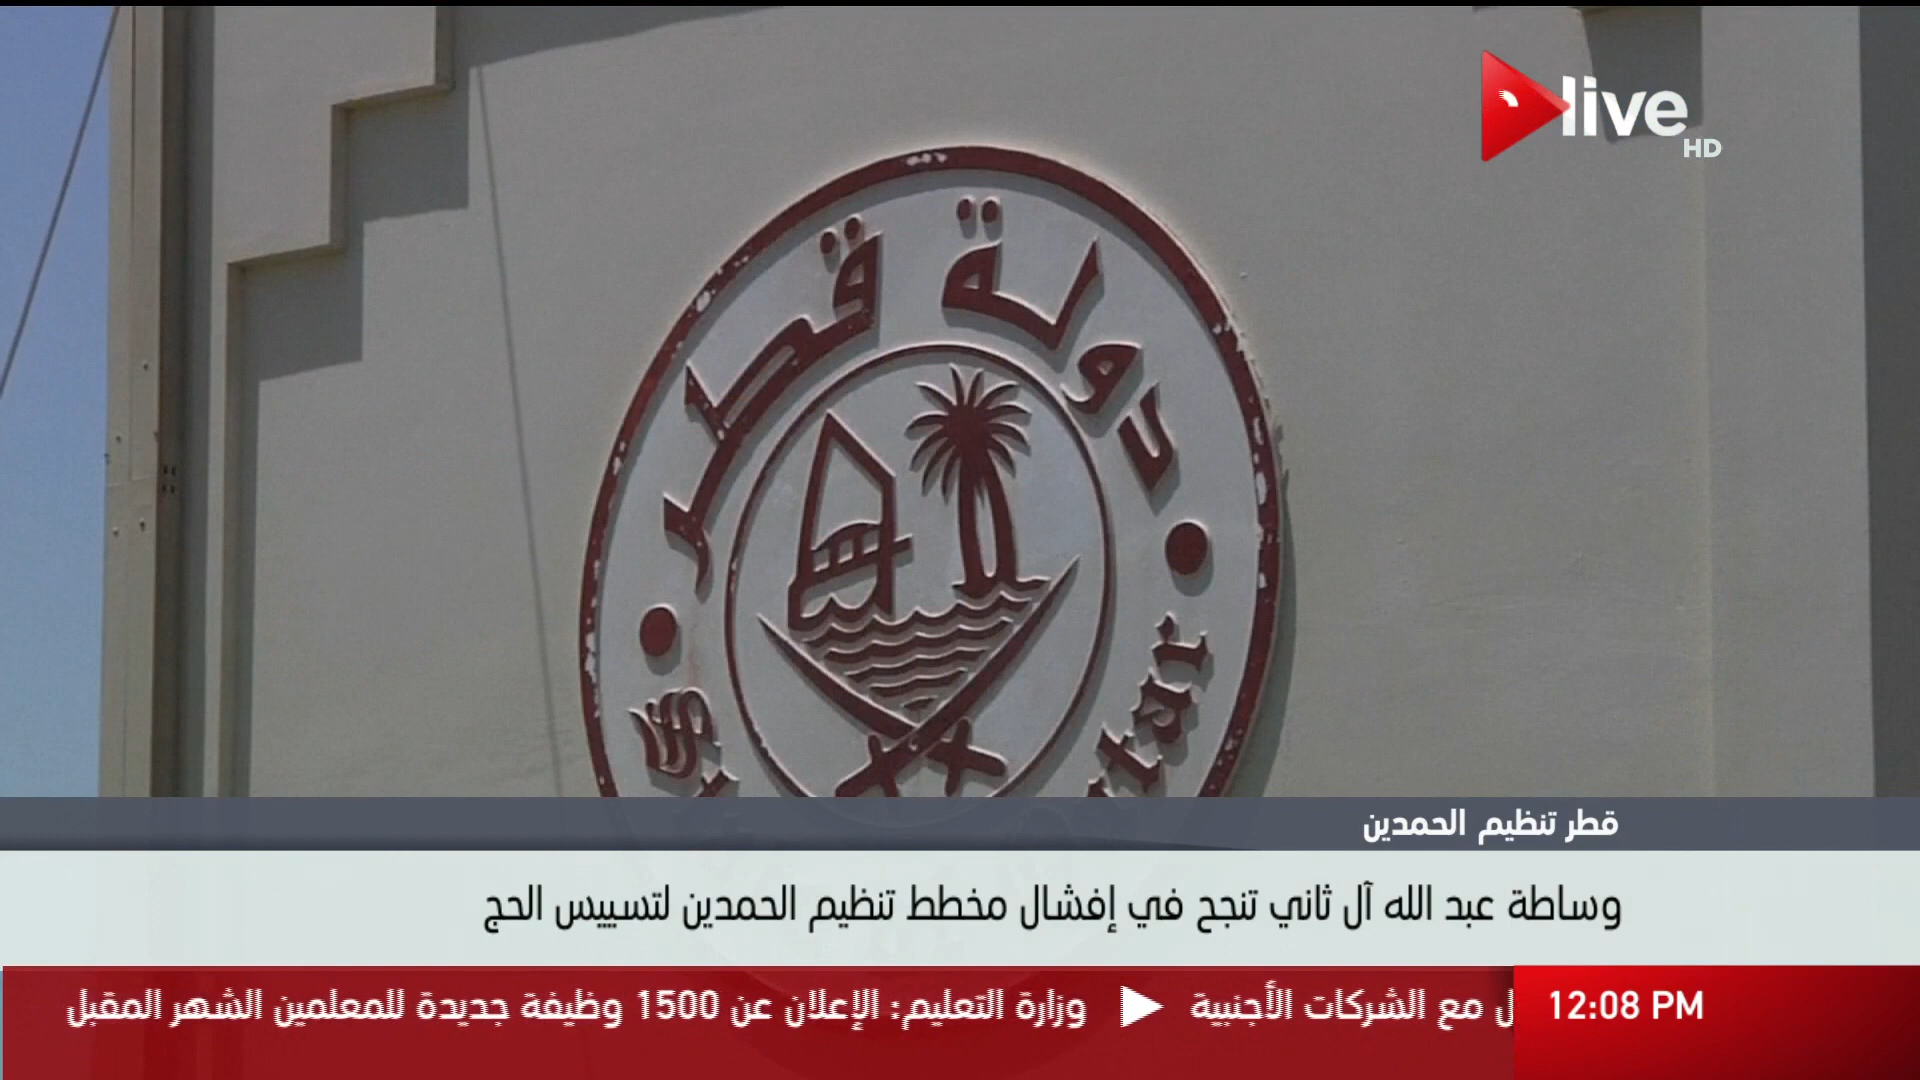 live
HD
دولة قطر
قطر تنظيم الحمدين
وساطة عبد الله آل ثاني تنجح في إفشال مخطط تنظيم الحمدين لتسييس الحج
12:08 PM
ل مع الشركات الأجنبية ◀ وزارة التعليم: الإعلان عن 1500 وظيفة جديدة للمعلمين الشهر المقبل